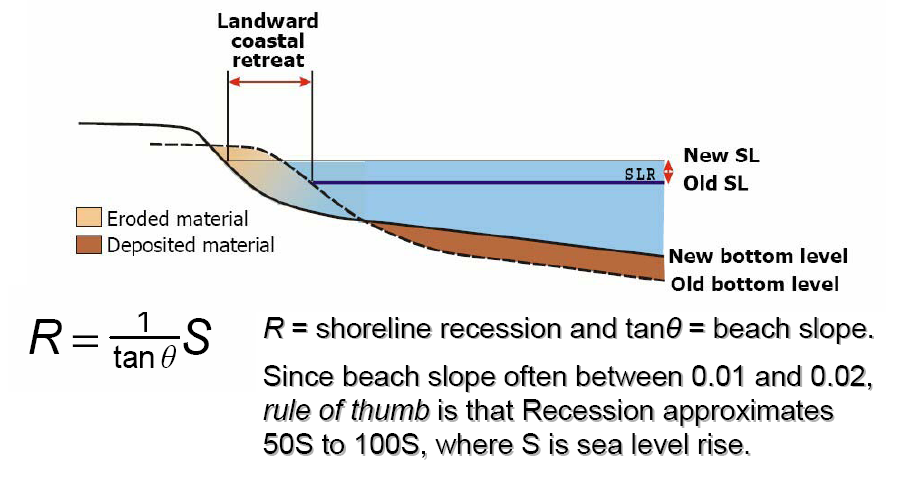 Landward
coastal
retreat
New SL
SLR
Old SL
Eroded material
Deposited material
New bottom level
Old bottom level
R = 1/tan θ S
R = shoreline recession and tanθ = beach slope.
Since beach slope often between 0.01 and 0.02,
rule of thumb is that Recession approximates
50S to 100S, where S is sea level rise.